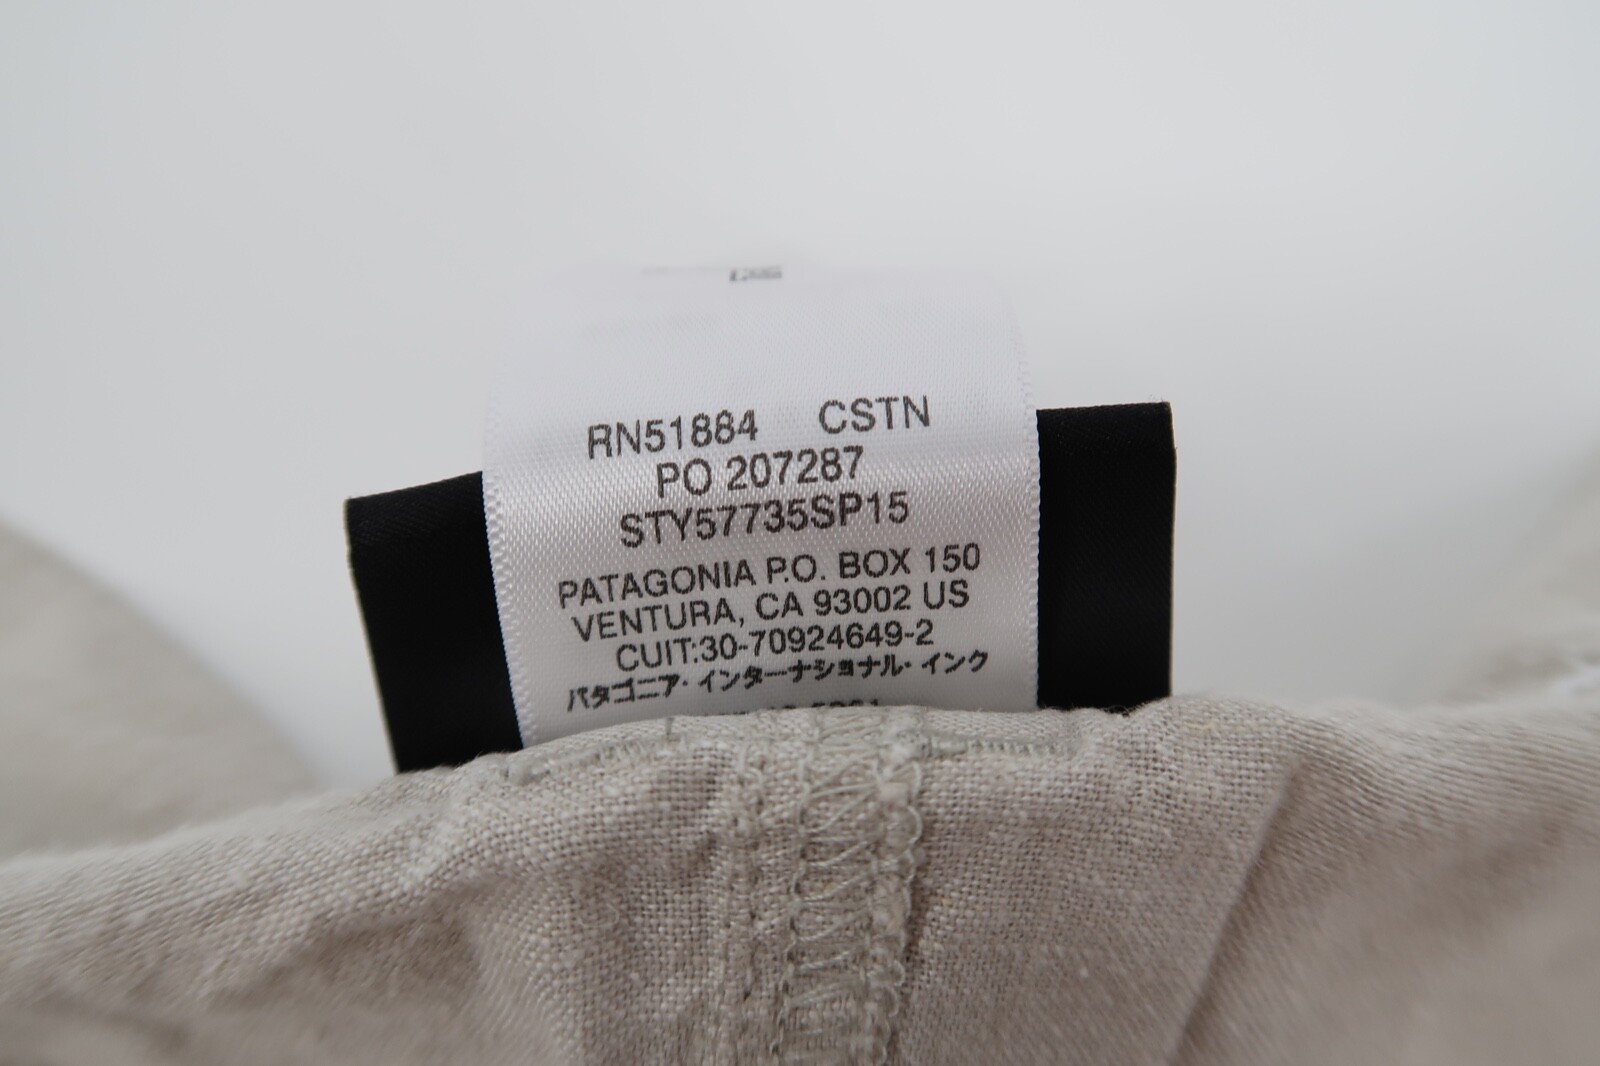 RN51884 CSTN
PO 207287
STY57735SP15
PATAGONIA P.O. BOX 150
VENTURA, CA 93002 US
CUIT:30-70924649-2
パタゴニア・インターナショナル・インク